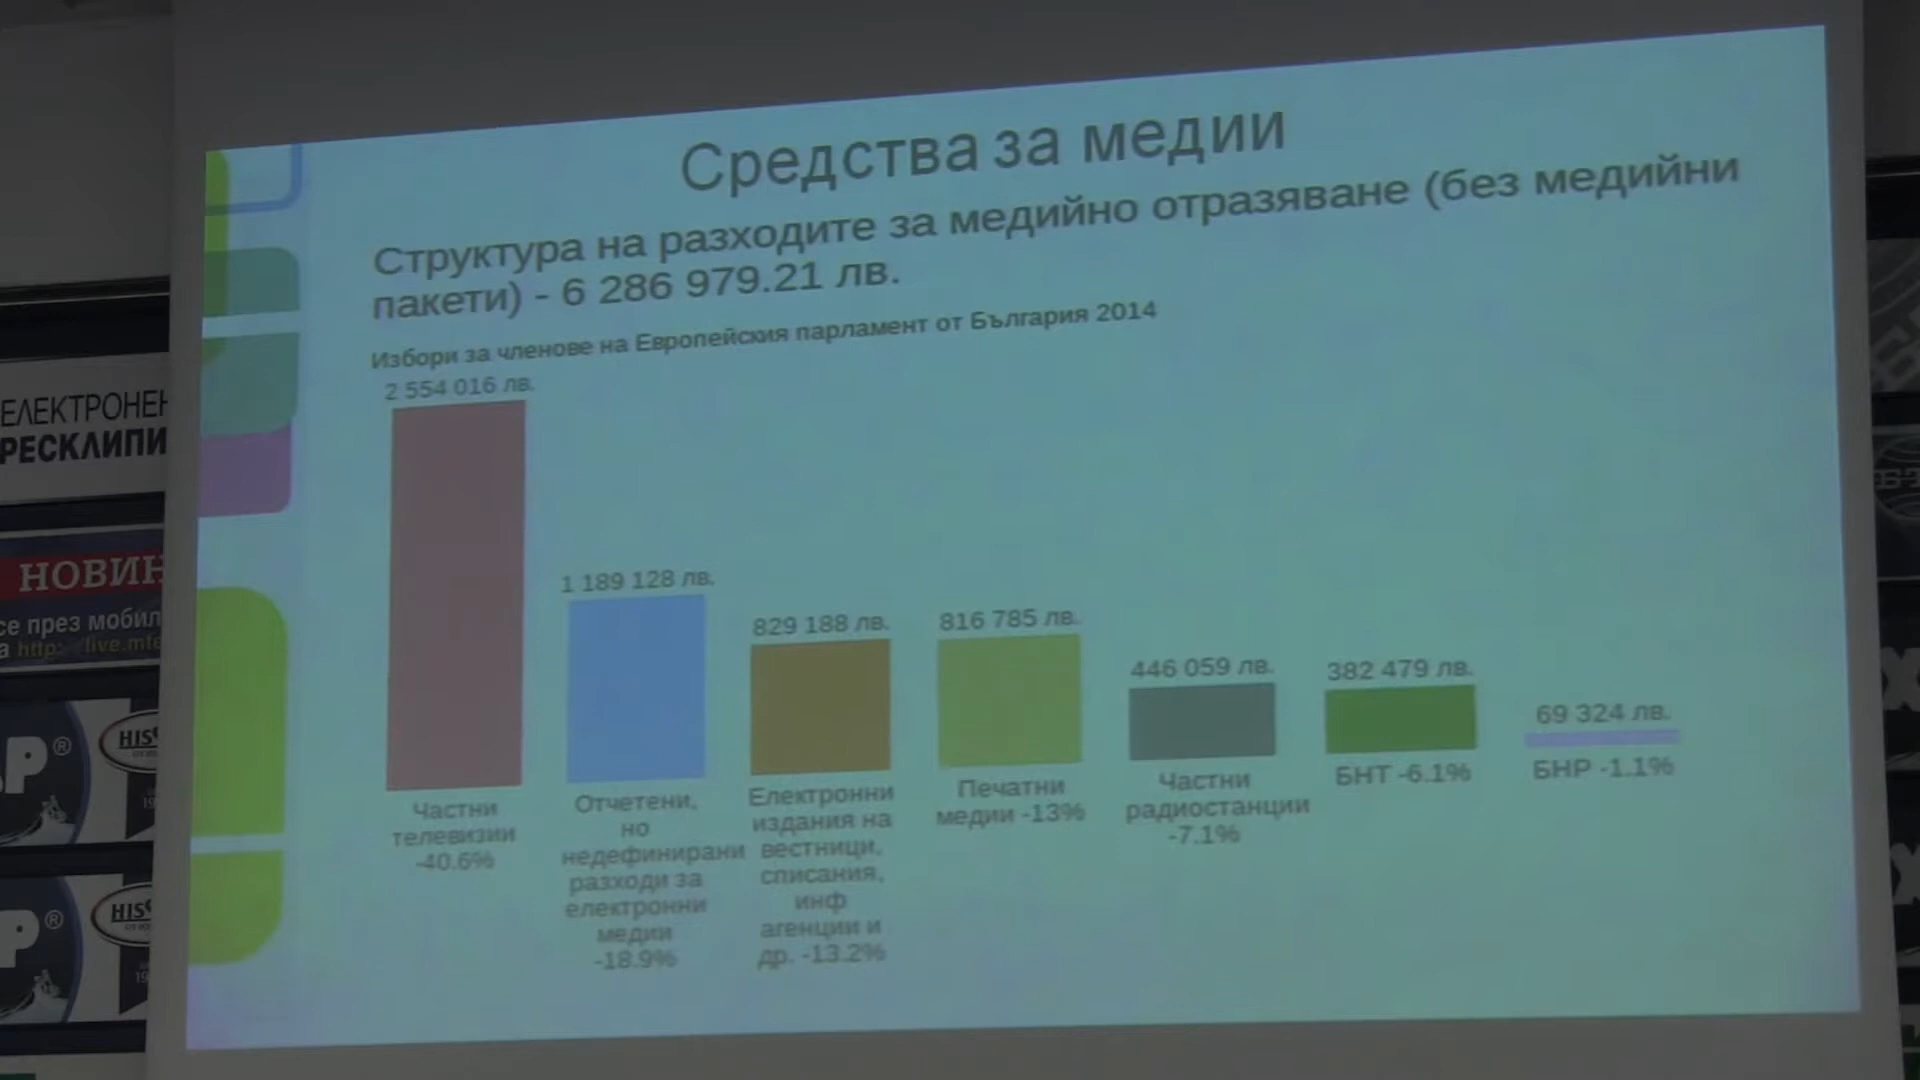 Средства за медии
Структура на разходите за медийно отразяване (без медийни
пакети) - 6 286 979.21 лв.
Избори за членове на Европейския парламент от България 2014
2 554 016 лв.
1 189 128 лв.
829 188 лв.
816 785 лв.
446 059 лв.
382 479 лв.
69 324 лв.
Частни
телевизии
-40.6%
Отчетени,
но
недефинирани
разходи за
електронни
медии
-18.9%
Електронни
издания на
вестници,
списания,
инф
агенции и
др. -13.2%
Печатни
медии -13%
Частни
радиостанции
-7.1%
БНТ -6.1%
БНР -1.1%
ЕЛЕКТРОНЕН
РЕСКЛИПИ
НОВИН
се през мобил
а http:
live.mfe
АР®
HIS
Р®
HIS